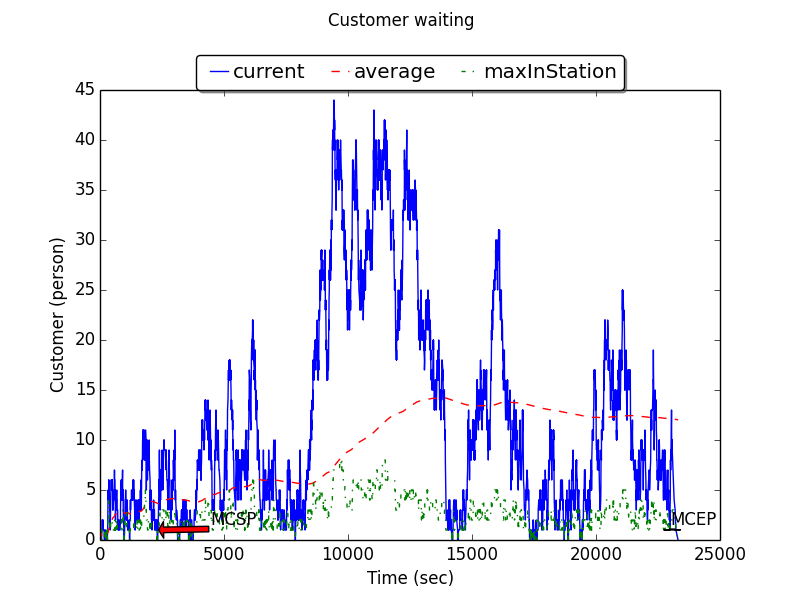 Customer waiting
current average maxInStation
45
40
35
30
25
20
15
10
5
0
Customer (person)
MCSP
MCEP
0 5000 10000 15000 20000 25000
Time (sec)